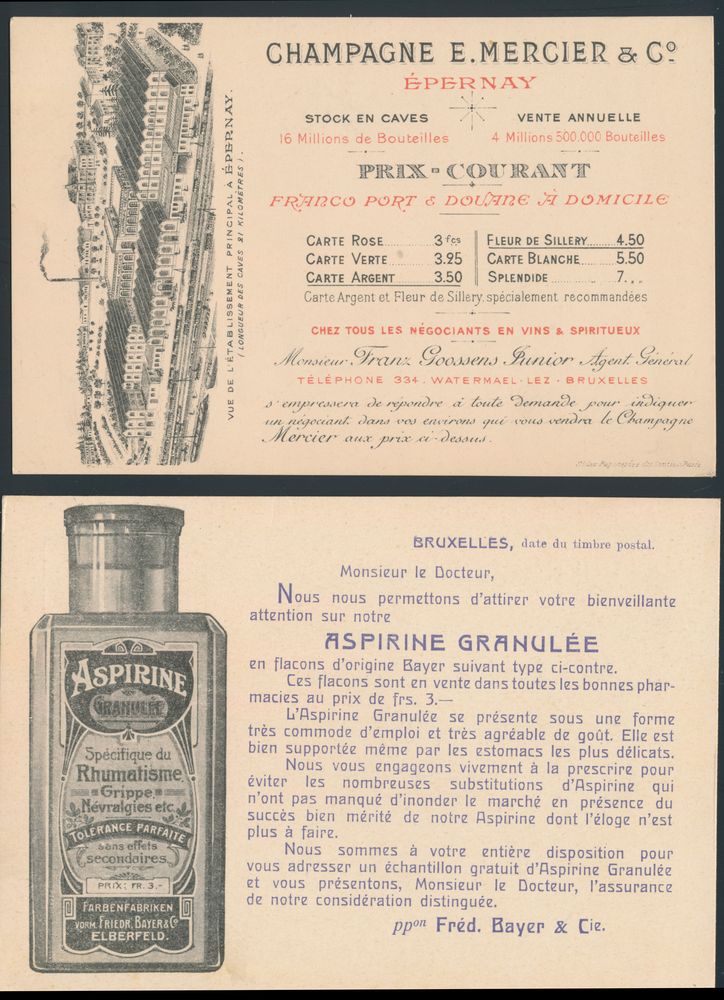 CHAMPAGNE E. MERCIER & Cº
ÉPERNAY
STOCK EN CAVES
16 Millions de Bouteilles
VENTE ANNUELLE
4 Millions 500.000 Bouteilles
PRIX-COURANT
FRANCO PORT & DOUANE À DOMICILE
CARTE ROSE........3 fcs
CARTE VERTE........3.25
CARTE ARGENT........3.50
FLEUR DE SILLERY........4.50
CARTE BLANCHE........5.50
SPLENDIDE........7. „
Carte Argent et Fleur de Sillery, spécialement recommandées
CHEZ TOUS LES NÉGOCIANTS EN VINS & SPIRITUEUX
Monsieur Franz Goossens Junior Agent Général
TÉLÉPHONE 334. WATERMAEL-LEZ-BRUXELLES
s'empressera de répondre à toute demande pour indiquer
un négociant, dans vos environs qui vous vendra le Champagne
Mercier aux prix ci-dessus.
VUE DE L'ÉTABLISSEMENT PRINCIPAL A ÉPERNAY.
(LONGUEUR DES CAVES 21 KILOMÈTRES).
ASPIRINE
GRANULÉE
Spécifique du
Rhumatisme,
Grippe,
Névralgies etc.
TOLÉRANCE PARFAITE
sans effets
secondaires
PRIX: FR. 3.-
FARBENFABRIKEN
VORM. FRIEDR. BAYER & Cº
ELBERFELD.
BRUXELLES, date du timbre postal.
Monsieur le Docteur,
Nous nous permettons d'attirer votre bienveillante
attention sur notre
ASPIRINE GRANULÉE
en flacons d'origine Bayer suivant type ci-contre.
Ces flacons sont en vente dans toutes les bonnes phar-
macies au prix de frs. 3.—
L'Aspirine Granulée se présente sous une forme
très commode d'emploi et très agréable de goût. Elle est
bien supportée même par les estomacs les plus délicats.
Nous vous engageons vivement à la prescrire pour
éviter les nombreuses substitutions d'Aspirine qui
n'ont pas manqué d'inonder le marché en présence du
succès bien mérité de notre Aspirine dont l'éloge n'est
plus à faire.
Nous sommes à votre entière disposition pour
vous adresser un échantillon gratuit d'Aspirine Granulée
et vous présentons, Monsieur le Docteur, l'assurance
de notre considération distinguée.
ppon Fréd. Bayer & Cie.